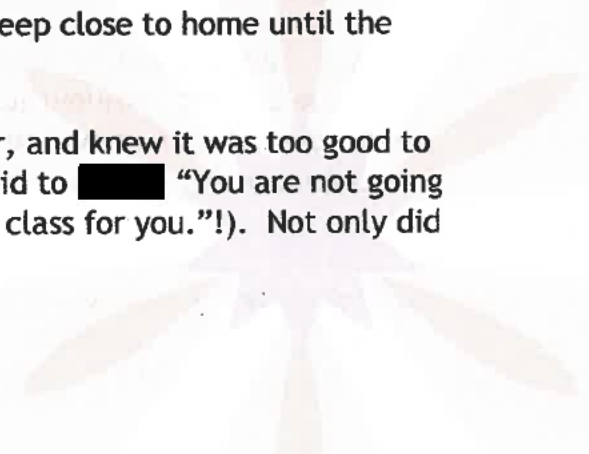 eep close to home until the
, and knew it was too good to
id to “You are not going
class for you.”!). Not only did